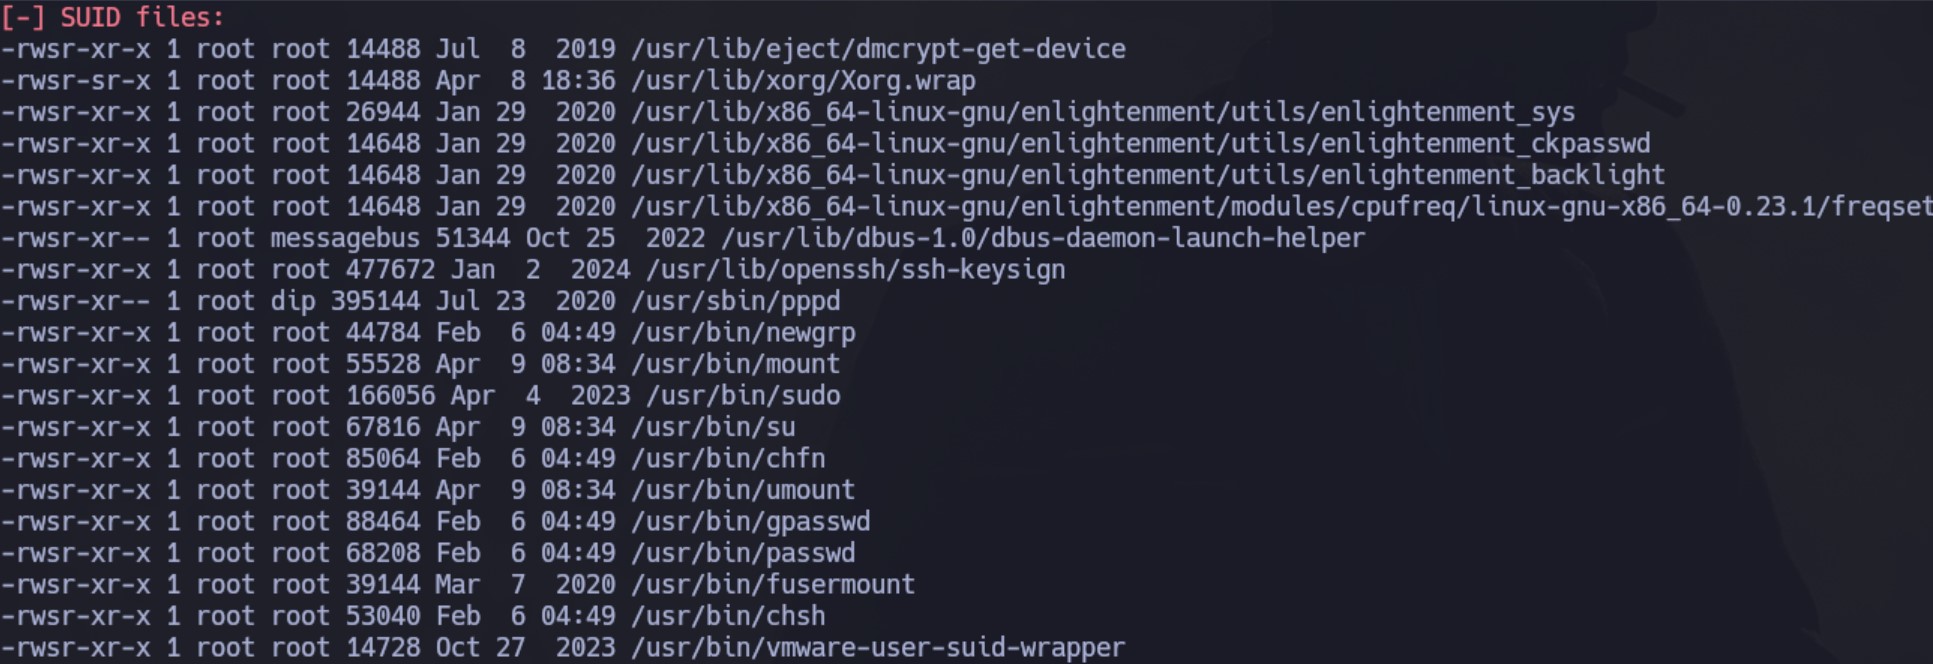 [-] SUID files:
-rwsr-xr-x 1 root root 14488 Jul  8  2019 /usr/lib/eject/dmcrypt-get-device
-rwsr-sr-x 1 root root 14488 Apr  8 18:36 /usr/lib/xorg/Xorg.wrap
-rwsr-xr-x 1 root root 26944 Jan 29  2020 /usr/lib/x86_64-linux-gnu/enlightenment/utils/enlightenment_sys
-rwsr-xr-x 1 root root 14648 Jan 29  2020 /usr/lib/x86_64-linux-gnu/enlightenment/utils/enlightenment_ckpasswd
-rwsr-xr-x 1 root root 14648 Jan 29  2020 /usr/lib/x86_64-linux-gnu/enlightenment/utils/enlightenment_backlight
-rwsr-xr-x 1 root root 14648 Jan 29  2020 /usr/lib/x86_64-linux-gnu/enlightenment/modules/cpufreq/linux-gnu-x86_64-0.23.1/freqset
-rwsr-xr-- 1 root messagebus 51344 Oct 25  2022 /usr/lib/dbus-1.0/dbus-daemon-launch-helper
-rwsr-xr-x 1 root root 477672 Jan  2  2024 /usr/lib/openssh/ssh-keysign
-rwsr-xr-- 1 root dip 395144 Jul 23  2020 /usr/sbin/pppd
-rwsr-xr-x 1 root root 44784 Feb  6 04:49 /usr/bin/newgrp
-rwsr-xr-x 1 root root 55528 Apr  9 08:34 /usr/bin/mount
-rwsr-xr-x 1 root root 166056 Apr  4  2023 /usr/bin/sudo
-rwsr-xr-x 1 root root 67816 Apr  9 08:34 /usr/bin/su
-rwsr-xr-x 1 root root 85064 Feb  6 04:49 /usr/bin/chfn
-rwsr-xr-x 1 root root 39144 Apr  9 08:34 /usr/bin/umount
-rwsr-xr-x 1 root root 88464 Feb  6 04:49 /usr/bin/gpasswd
-rwsr-xr-x 1 root root 68208 Feb  6 04:49 /usr/bin/passwd
-rwsr-xr-x 1 root root 39144 Mar  7  2020 /usr/bin/fusermount
-rwsr-xr-x 1 root root 53040 Feb  6 04:49 /usr/bin/chsh
-rwsr-xr-x 1 root root 14728 Oct 27  2023 /usr/bin/vmware-user-suid-wrapper